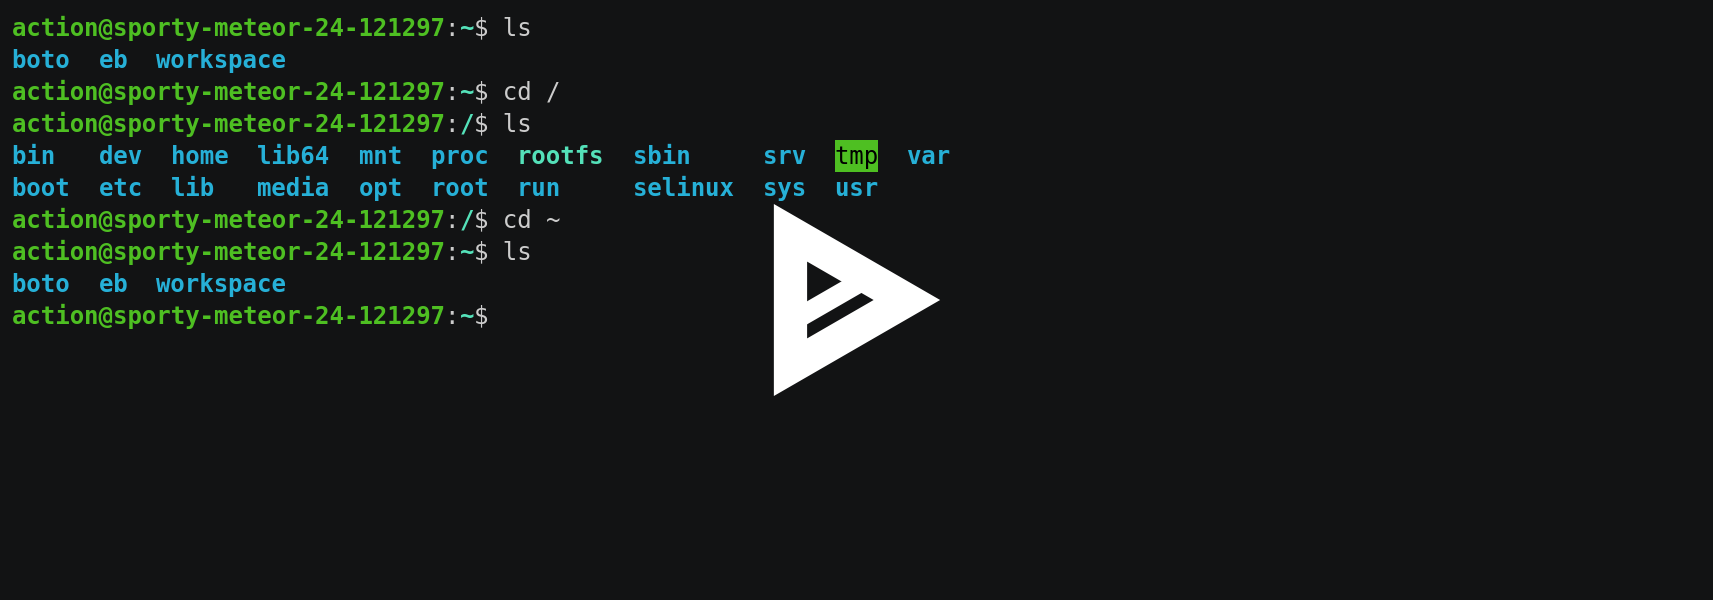 action@sporty-meteor-24-121297:~$ ls
boto  eb  workspace
action@sporty-meteor-24-121297:~$ cd /
action@sporty-meteor-24-121297:/$ ls
bin   dev  home  lib64  mnt  proc  rootfs  sbin     srv  tmp  var
boot  etc  lib   media  opt  root  run     selinux  sys  usr
action@sporty-meteor-24-121297:/$ cd ~
action@sporty-meteor-24-121297:~$ ls
boto  eb  workspace
action@sporty-meteor-24-121297:~$